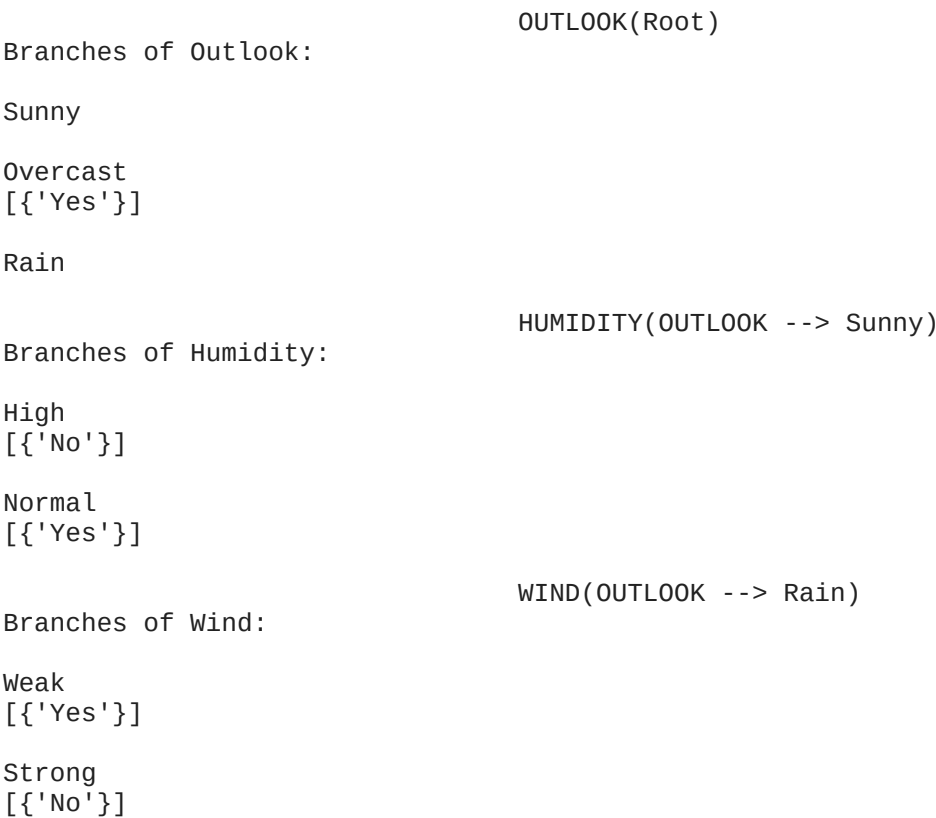 OUTLOOK(Root)
Branches of Outlook:
Sunny
Overcast
[{'Yes'}]
Rain
HUMIDITY(OUTLOOK --> Sunny)
Branches of Humidity:
High
[{'No'}]
Normal
[{'Yes'}]
WIND(OUTLOOK --> Rain)
Branches of Wind:
Weak
[{'Yes'}]
Strong
[{'No'}]